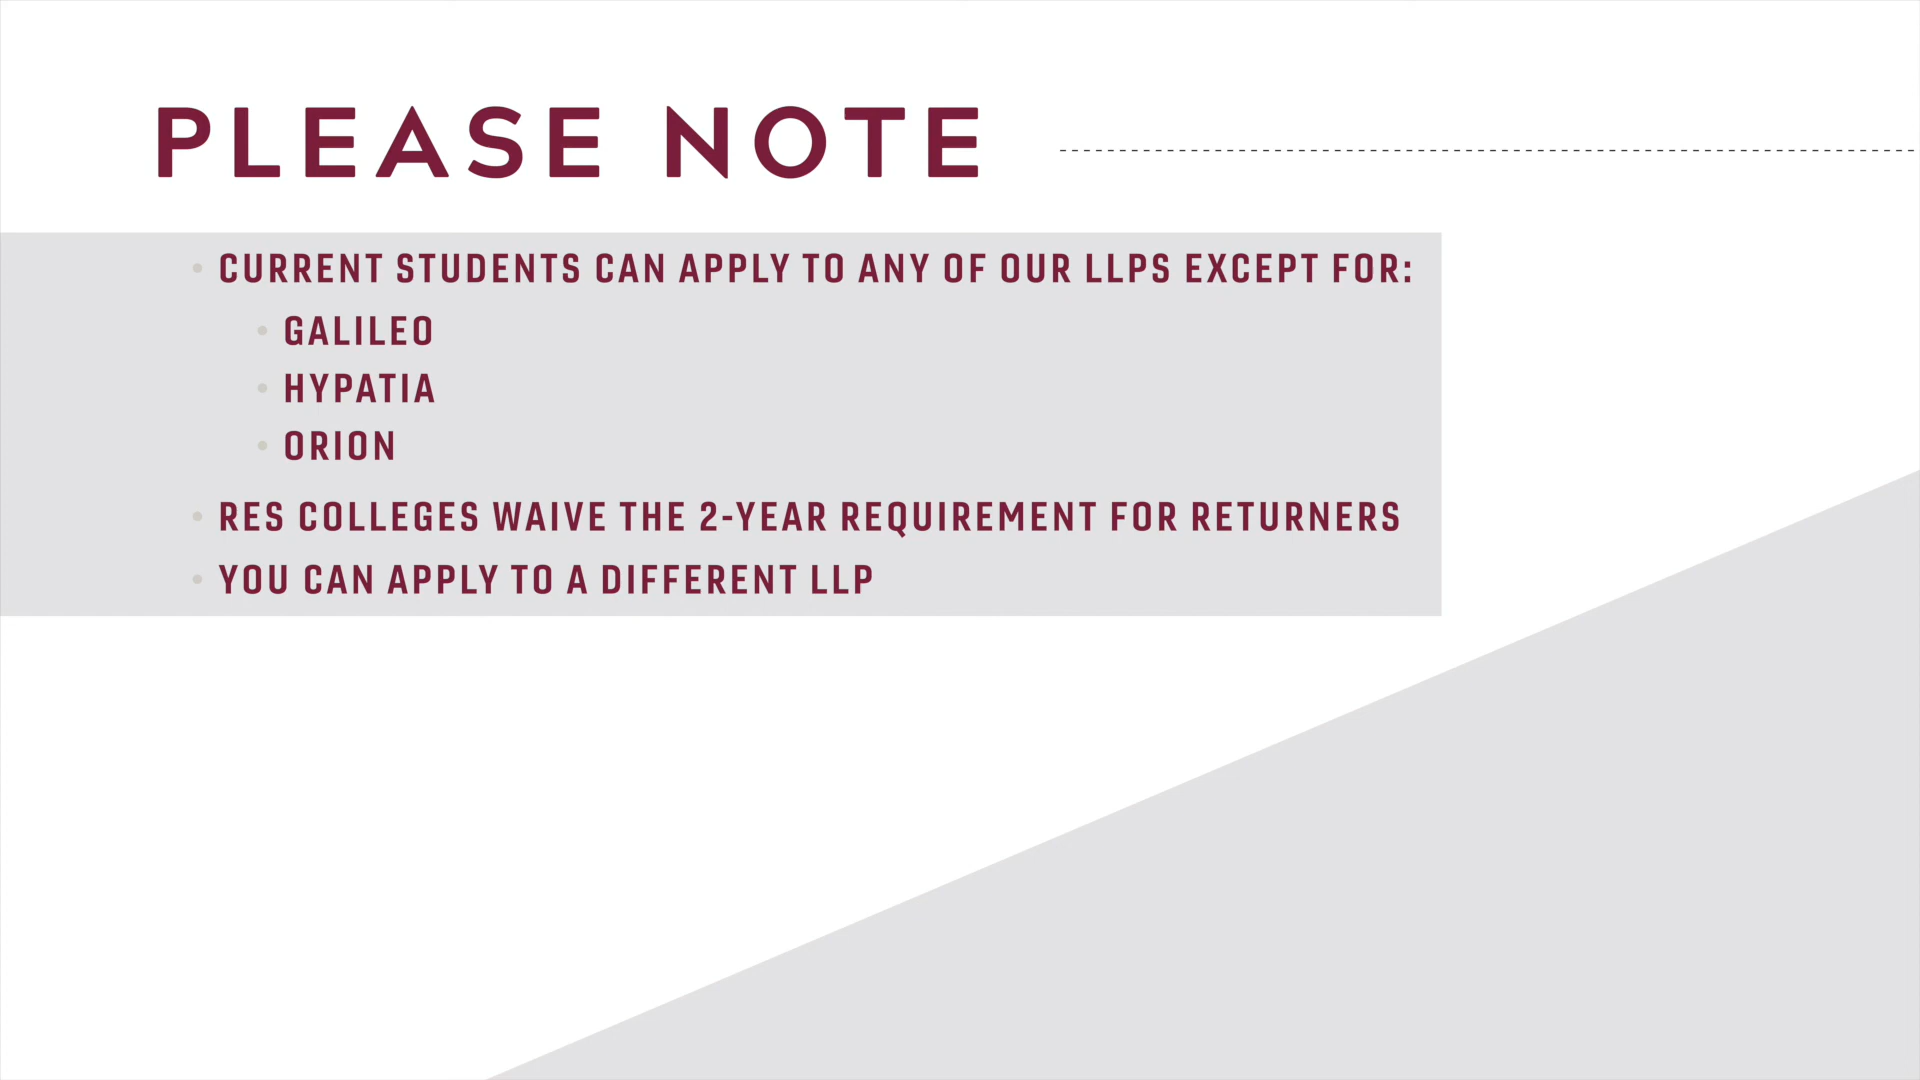 PLEASE NOTE
CURRENT STUDENTS CAN APPLY TO ANY OF OUR LLPS EXCEPT FOR:
GALILEO
HYPATIA
ORION
RES COLLEGES WAIVE THE 2-YEAR REQUIREMENT FOR RETURNERS
YOU CAN APPLY TO A DIFFERENT LLP